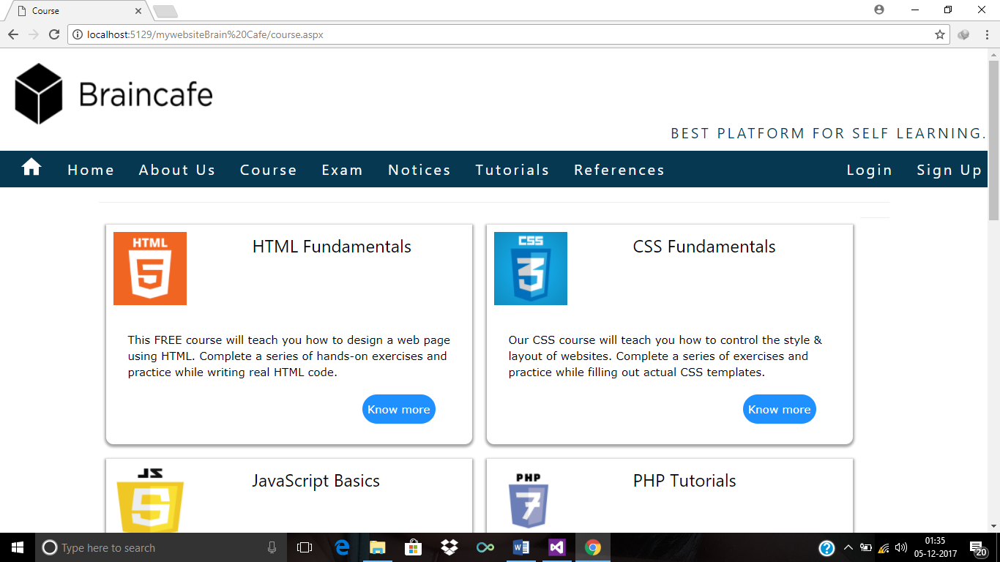 Course
localhost:5129/mywebsiteBrain%20Cafe/course.aspx
Braincafe
BEST PLATFORM FOR SELF LEARNING.
Home About Us Course Exam Notices Tutorials References Login Sign Up
HTML
5
HTML Fundamentals
This FREE course will teach you how to design a web page
using HTML. Complete a series of hands-on exercises and
practice while writing real HTML code.
Know more
CSS
3
CSS Fundamentals
Our CSS course will teach you how to control the style &
layout of websites. Complete a series of exercises and
practice while filling out actual CSS templates.
Know more
JS
JavaScript Basics
PHP
7
PHP Tutorials
Type here to search
01:35
05-12-2017
20